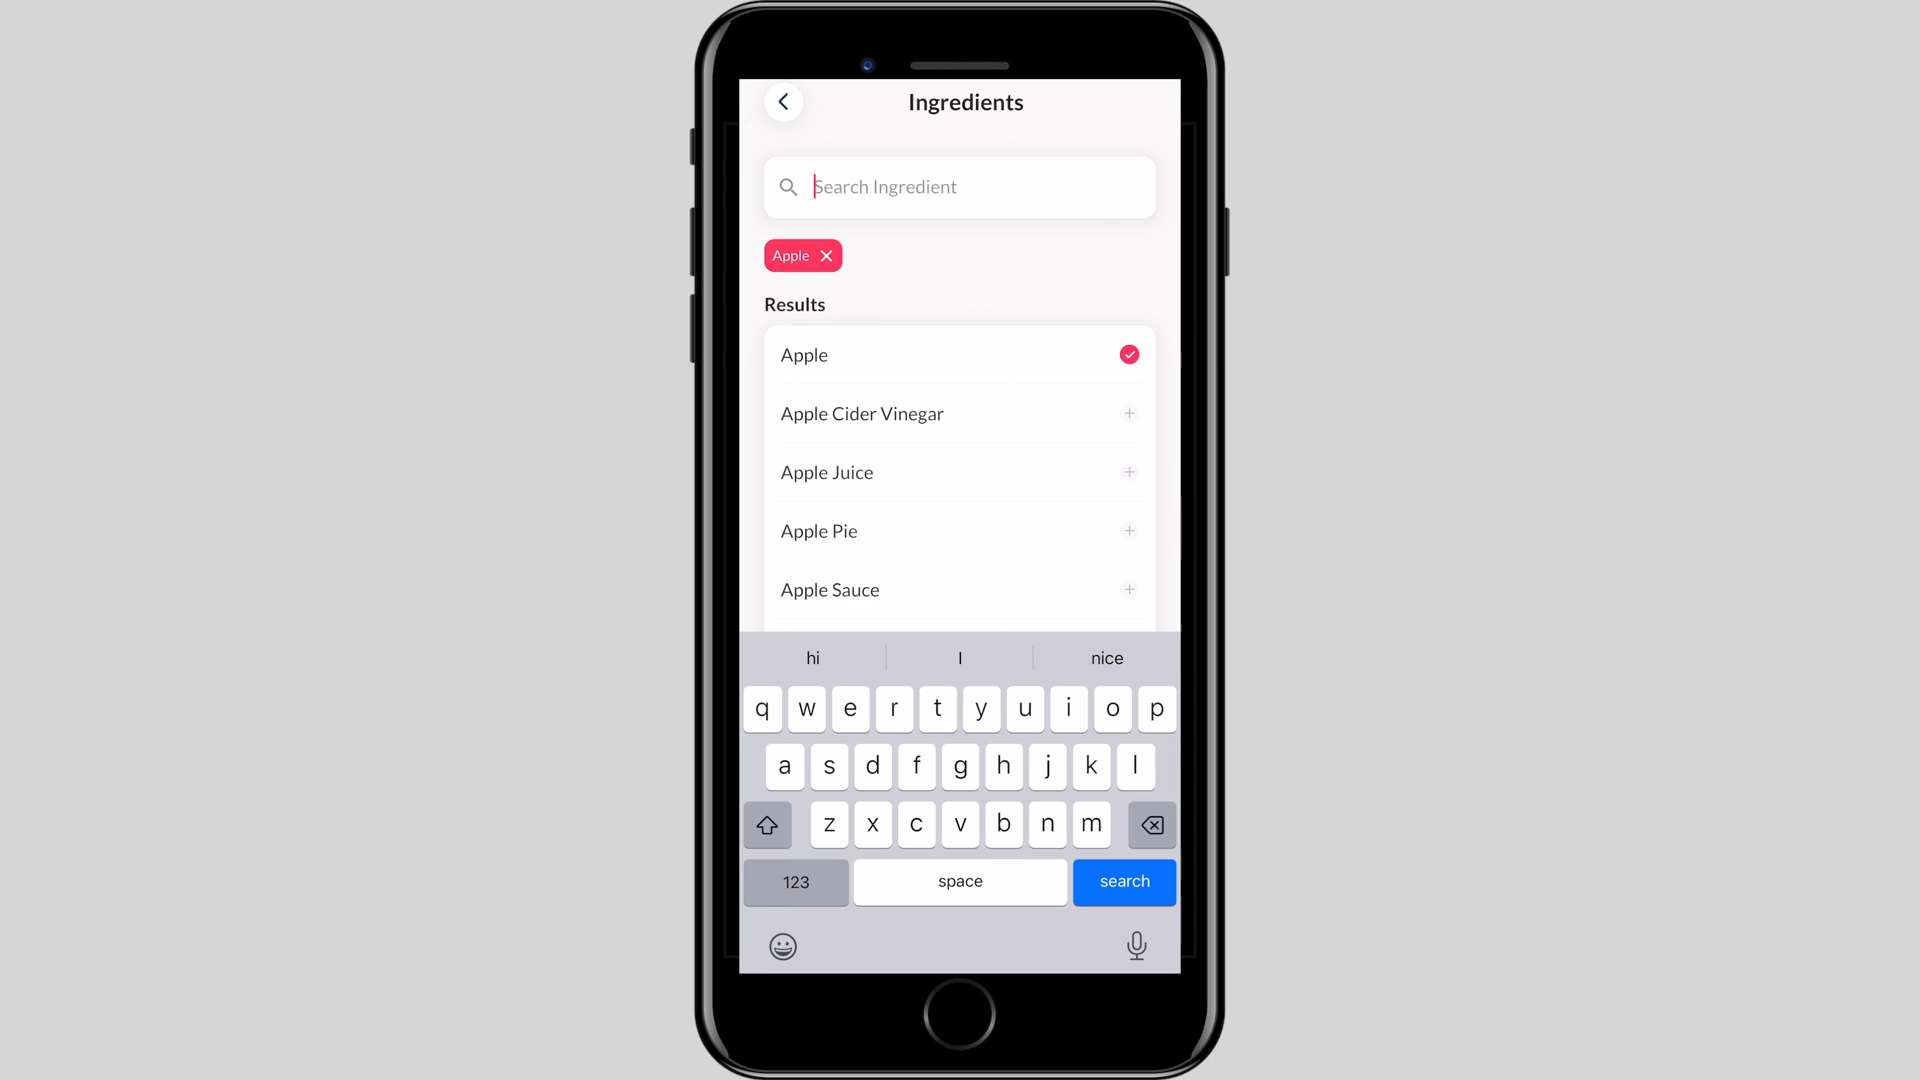 Ingredients
Search Ingredient
Apple
Results
Apple
Apple Cider Vinegar
Apple Juice
Apple Pie
Apple Sauce
hi I nice
q w e r t y u i o p
a s d f g h j k l
z x c v b n m
123 space search